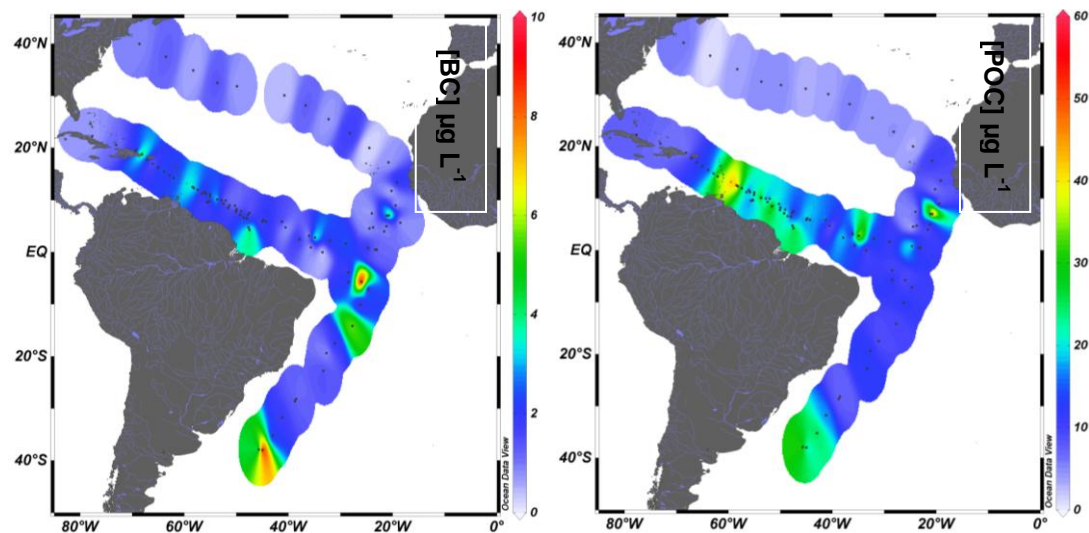 40°N
20°N
EQ
20°S
40°S
80°W
60°W
40°W
20°W
0°
[BC] µg L-1
Ocean Data View
10
8
6
4
2
0
40°N
20°N
EQ
20°S
40°S
80°W
60°W
40°W
20°W
0°
[POC] µg L-1
Ocean Data View
60
50
40
30
20
10
0